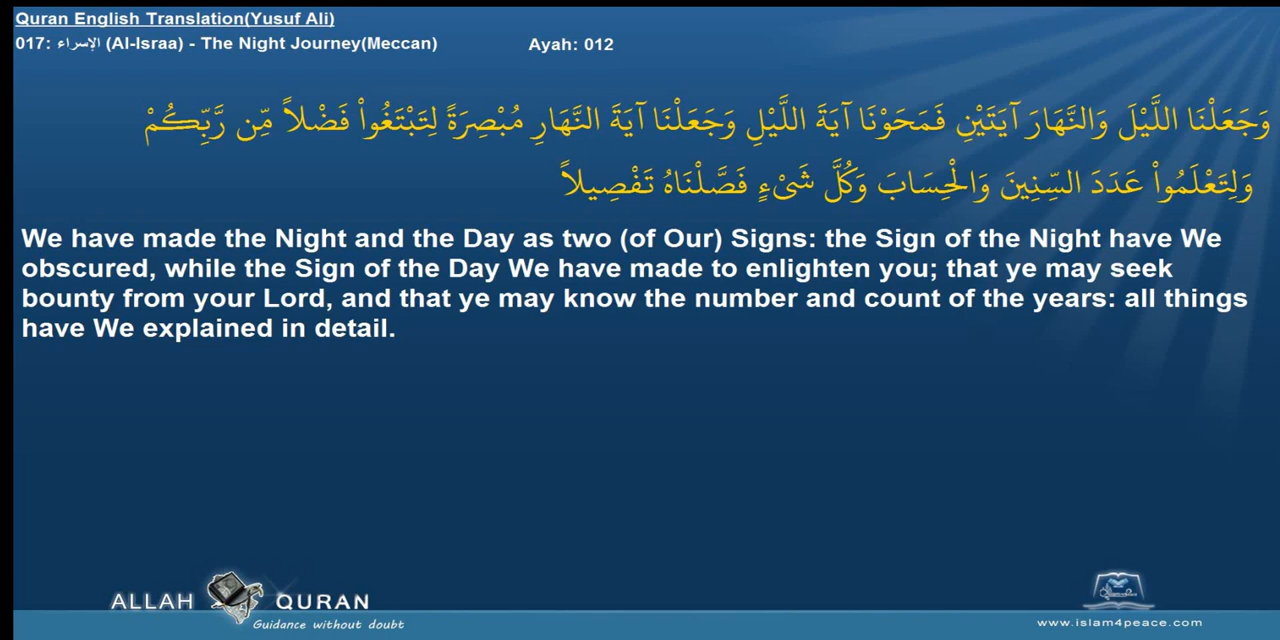 Quran English Translation(Yusuf Ali)
017: الإسراء (Al-Israa) - The Night Journey(Meccan) Ayah: 012
وَجَعَلْنَا اللَّيْلَ وَالنَّهَارَ آيَتَيْنِ فَمَحَوْنَا آيَةَ اللَّيْلِ وَجَعَلْنَا آيَةَ النَّهَارِ مُبْصِرَةً لِتَبْتَغُواْ فَضْلاً مِّن رَّبِّكُمْ
وَلِتَعْلَمُواْ عَدَدَ السِّنِينَ وَالْحِسَابَ وَكُلَّ شَىْءٍ فَصَّلْنَاهُ تَفْصِيلاً
We have made the Night and the Day as two (of Our) Signs: the Sign of the Night have We
obscured, while the Sign of the Day We have made to enlighten you; that ye may seek
bounty from your Lord, and that ye may know the number and count of the years: all things
have We explained in detail.
ALLAH QURAN
Guidance without doubt
www.islam4peace.com